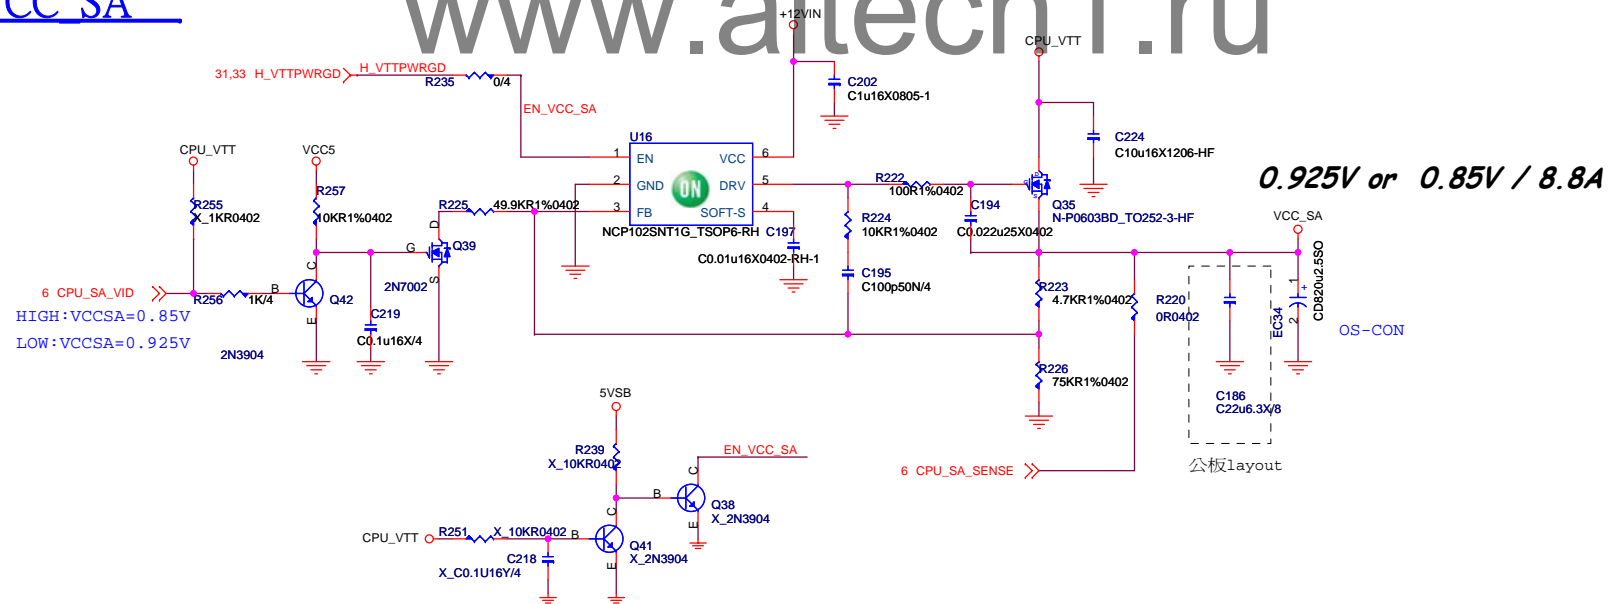 CC_SA
www.aitech1.ru
+12VIN
CPU_VTT
31,33 H_VTTPWRGD
H_VTTPWRGD
R235
0/4
EN_VCC_SA
C202
C1u16X0805-1
C224
C10u16X1206-HF
CPU_VTT
VCC5
U16
1
EN
VCC
6
2
GND
ON
DRV
5
3
FB
SOFT-S
4
NCP102SNT1G_TSOP6-RH
R255
X_1KR0402
R257
10KR1%0402
R225
49.9KR1%0402
R222
100R1%0402
0.925V or 0.85V / 8.8A
Q35
N-P0603BD_TO252-3-HF
R224
10KR1%0402
C194
C0.022u25X0402
VCC_SA
C197
C0.01u16X0402-RH-1
D
G
S
Q39
2N7002
C195
C100p50N/4
6 CPU_SA_VID
R256
1K/4
B
C
E
Q42
2N3904
HIGH:VCCSA=0.85V
LOW:VCCSA=0.925V
C219
C0.1u16X/4
R223
4.7KR1%0402
R220
0R0402
R226
75KR1%0402
EC34
1
+
2
CD820u2.5SO
OS-CON
C186
C22u6.3X/8
公板layout
6 CPU_SA_SENSE
5VSB
R239
X_10KR0402
EN_VCC_SA
B
C
E
Q38
X_2N3904
CPU_VTT
R251
X_10KR0402
B
C
E
Q41
X_2N3904
C218
X_C0.1U16Y/4